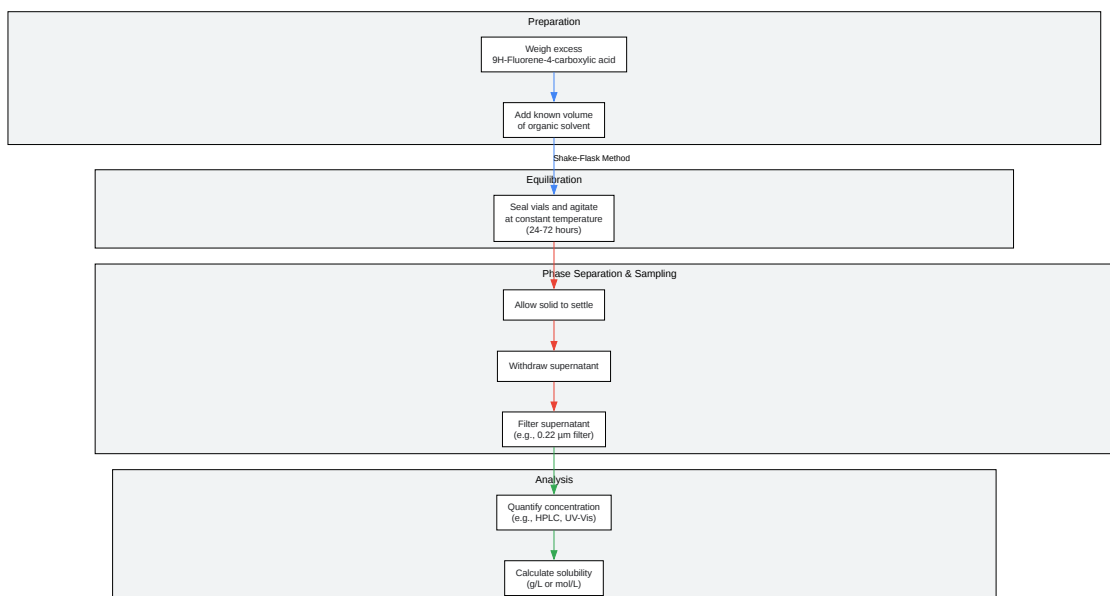 Preparation
Weigh excess
9H-Fluorene-4-carboxylic acid
Add known volume
of organic solvent
Shake-Flask Method
Equilibration
Seal vials and agitate
at constant temperature
(24-72 hours)
Phase Separation & Sampling
Allow solid to settle
Withdraw supernatant
Filter supernatant
(e.g., 0.22 µm filter)
Analysis
Quantify concentration
(e.g., HPLC, UV-Vis)
Calculate solubility
(g/L or mol/L)